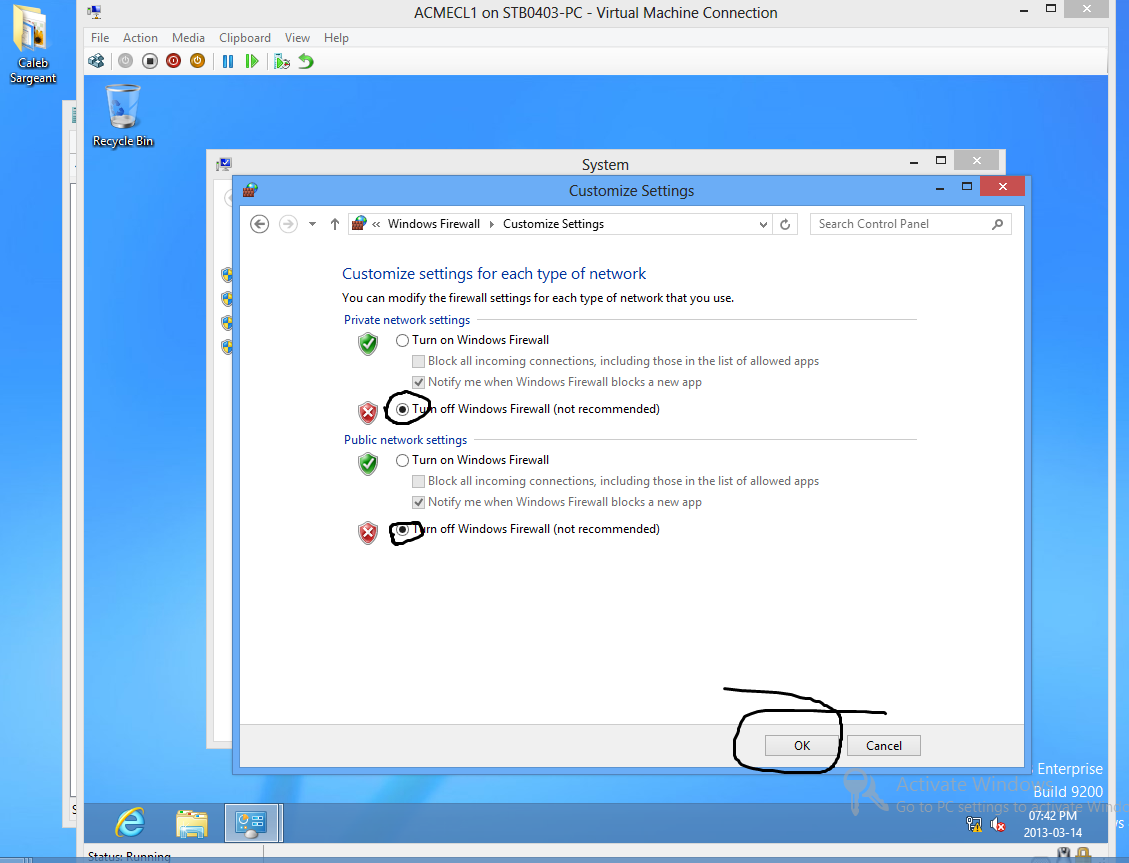 ACMECL1 on STB0403-PC - Virtual Machine Connection
File Action Media Clipboard View Help
Caleb
Sargeant
Recycle Bin
System
Customize Settings
« Windows Firewall Customize Settings
Search Control Panel
Customize settings for each type of network
You can modify the firewall settings for each type of network that you use.
Private network settings
Turn on Windows Firewall
Block all incoming connections, including those in the list of allowed apps
Notify me when Windows Firewall blocks a new app
Turn off Windows Firewall (not recommended)
Public network settings
Turn on Windows Firewall
Block all incoming connections, including those in the list of allowed apps
Notify me when Windows Firewall blocks a new app
Turn off Windows Firewall (not recommended)
OK Cancel
s Enterprise
Activate Windows
Build 9200
Go to PC settings to activate Windows
07:42 PM
2013-03-14
Status: Running